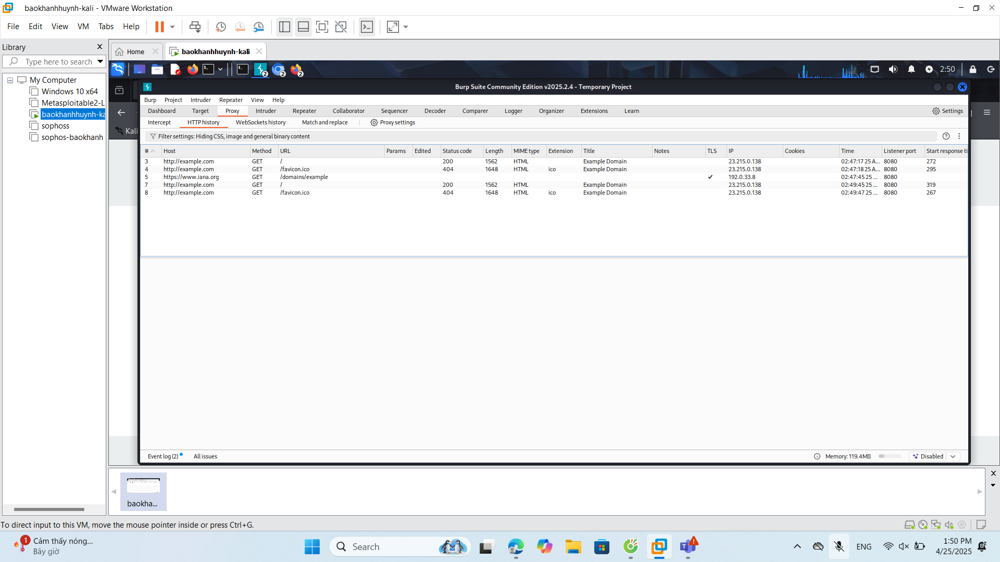 baokhanhhuynh-kali - VMware Workstation
File Edit View VM Tabs Help
Library
Type here to search
My Computer
Windows 10 x64
Metasploitable2-L
baokhanhhuynh-ka
sophoss
sophos-baokhanh
Home
baokhanhhuynh-kali
2 2 2
2:50
Kali
Burp Suite Community Edition v2025.2.4 - Temporary Project
Burp Project Intruder Repeater View Help
Dashboard Target Proxy Intruder Repeater Collaborator Sequencer Decoder Comparer Logger Organizer Extensions Learn Settings
Intercept HTTP history WebSockets history Match and replace Proxy settings
Filter settings: Hiding CSS, image and general binary content
# Host Method URL Params Edited Status code Length MIME type Extension Title Notes TLS IP Cookies Time Listener port Start response ti
3 http://example.com GET / 200 1562 HTML Example Domain 23.215.0.138 02:47:17 25 A... 8080 272
4 http://example.com GET /favicon.ico 404 1648 HTML ico Example Domain 23.215.0.138 02:47:18 25 A... 8080 295
5 https://www.iana.org GET /domains/example ✓ 192.0.33.8 02:47:45 25 ... 8080
7 http://example.com GET / 200 1562 HTML Example Domain 23.215.0.138 02:49:45 25 ... 8080 319
8 http://example.com GET /favicon.ico 404 1648 HTML ico Example Domain 23.215.0.138 02:49:47 25 ... 8080 267
Event log (2) All issues
Memory: 119.4MB
Disabled
baokha...
To direct input to this VM, move the mouse pointer inside or press Ctrl+G.
1
Cảm thấy nóng...
Bây giờ
Search
ENG
1:50 PM
4/25/2025